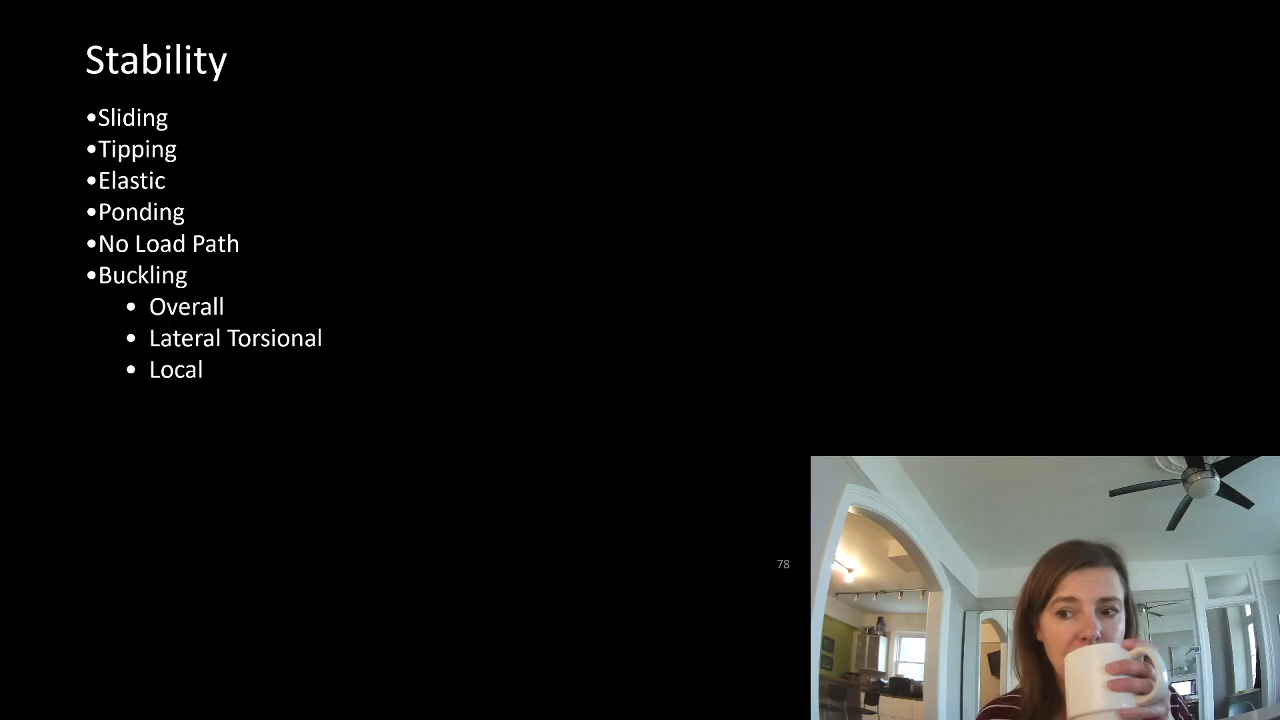 Stability
•Sliding
•Tipping
•Elastic
•Ponding
•No Load Path
•Buckling
• Overall
• Lateral Torsional
• Local
78